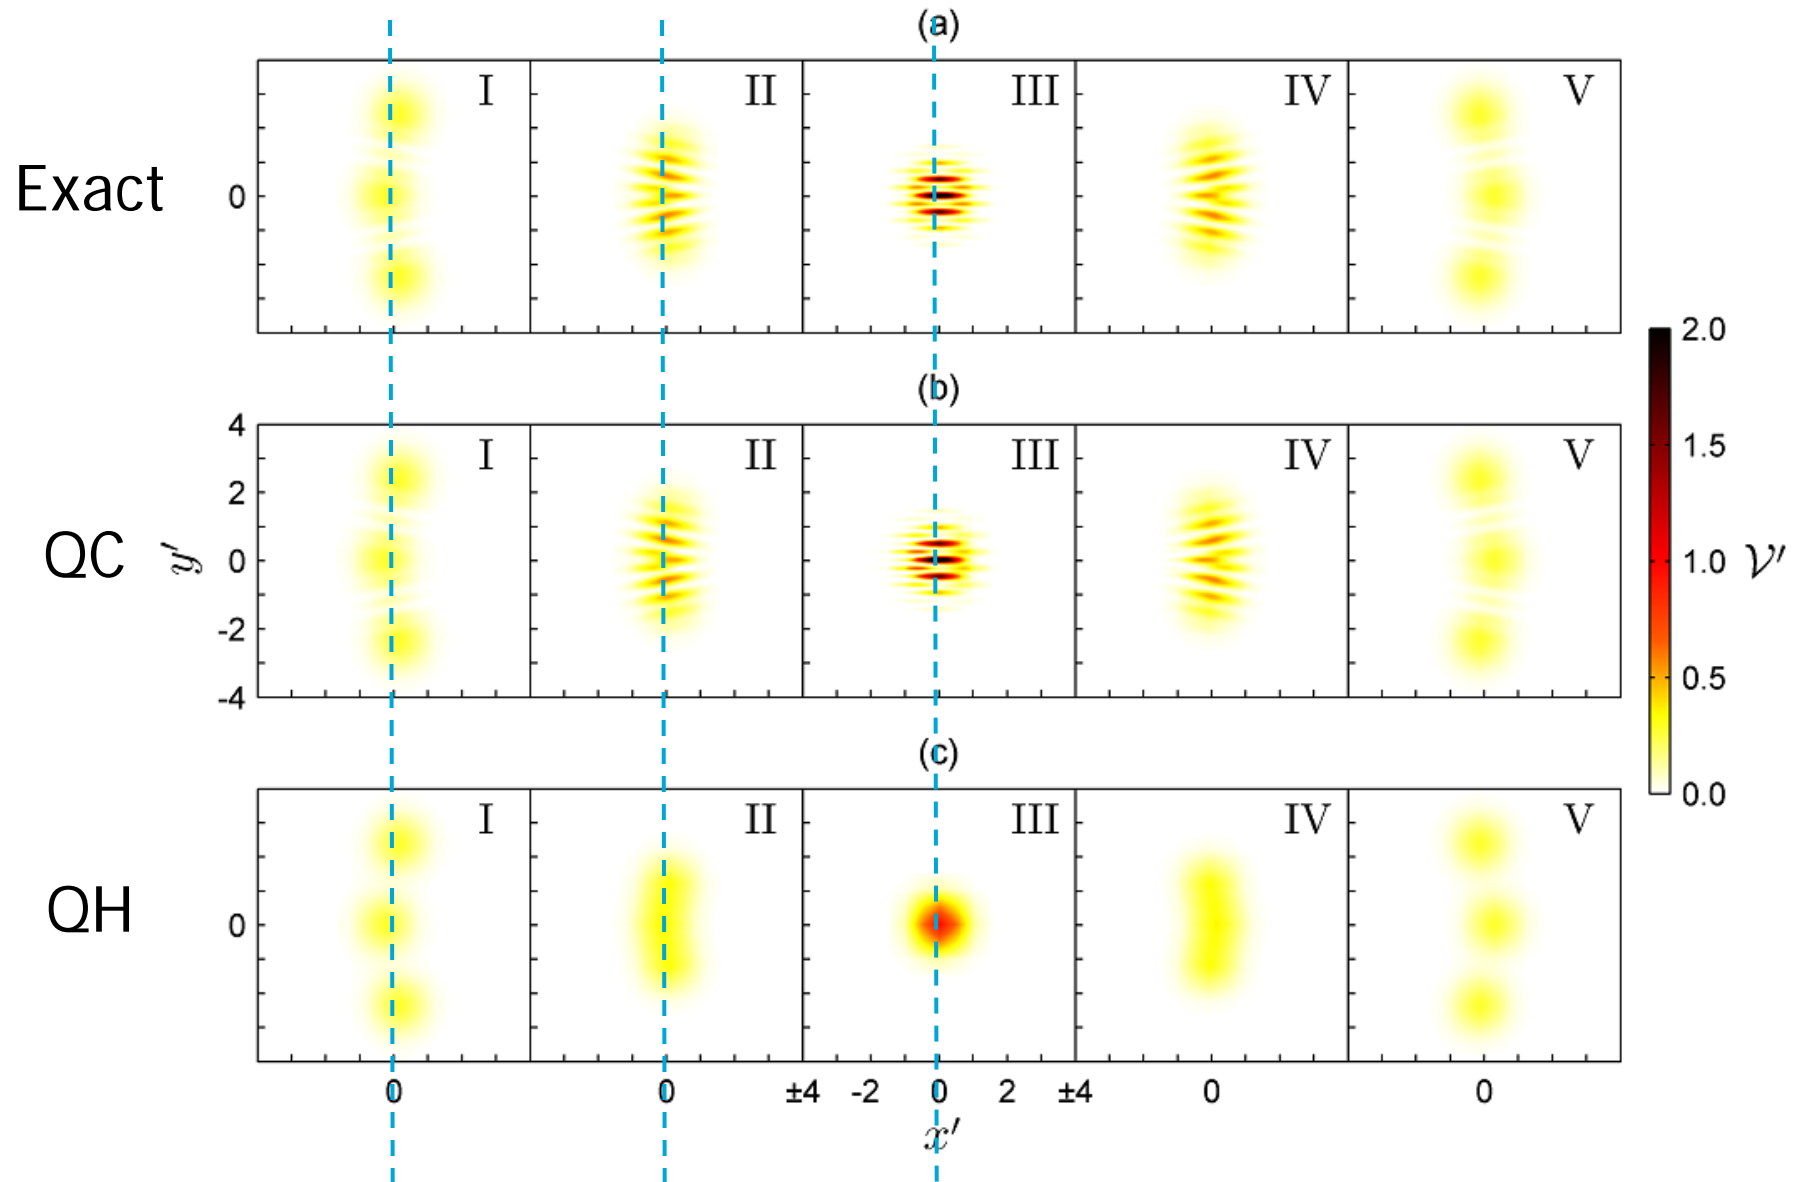 (a)
I II III IV V
Exact
0
(b)
4
I II III IV V
2
QC
y′
0
-2
-4
2.0
1.5
1.0
𝒱′
0.5
0.0
(c)
I II III IV V
QH
0
0 0 ±4 -2 0 2 ±4 0 0
x′